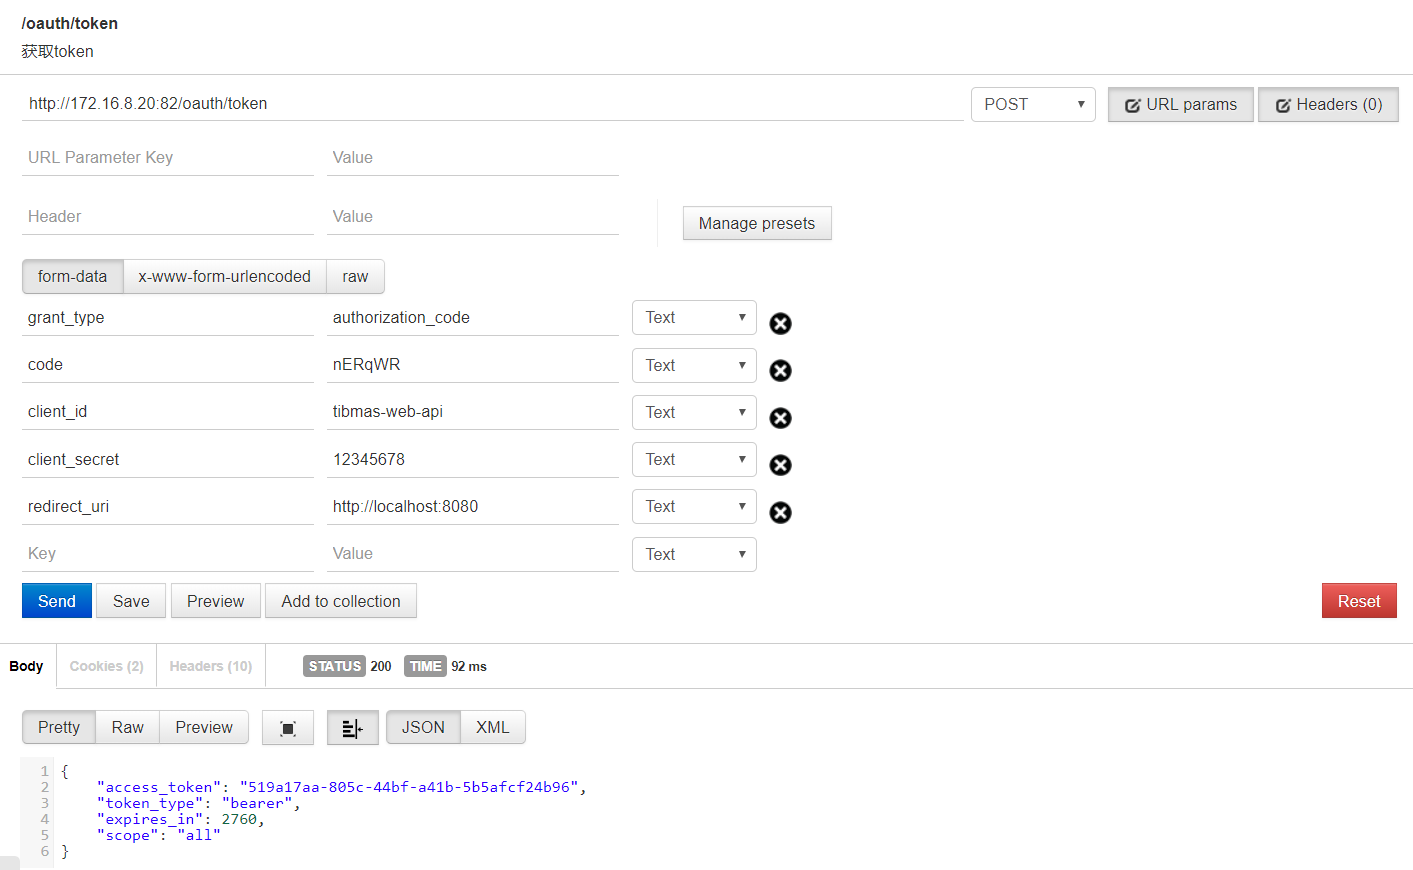 /oauth/token
获取token
http://172.16.8.20:82/oauth/token POST URL params Headers (0)
URL Parameter Key Value
Header Value Manage presets
form-data x-www-form-urlencoded raw
grant_type authorization_code Text
code nERqWR Text
client_id tibmas-web-api Text
client_secret 12345678 Text
redirect_uri http://localhost:8080 Text
Key Value Text
Send Save Preview Add to collection Reset
Body Cookies (2) Headers (10) STATUS 200 TIME 92 ms
Pretty Raw Preview JSON XML
1 {
2 "access_token": "519a17aa-805c-44bf-a41b-5b5afcf24b96",
3 "token_type": "bearer",
4 "expires_in": 2760,
5 "scope": "all"
6 }